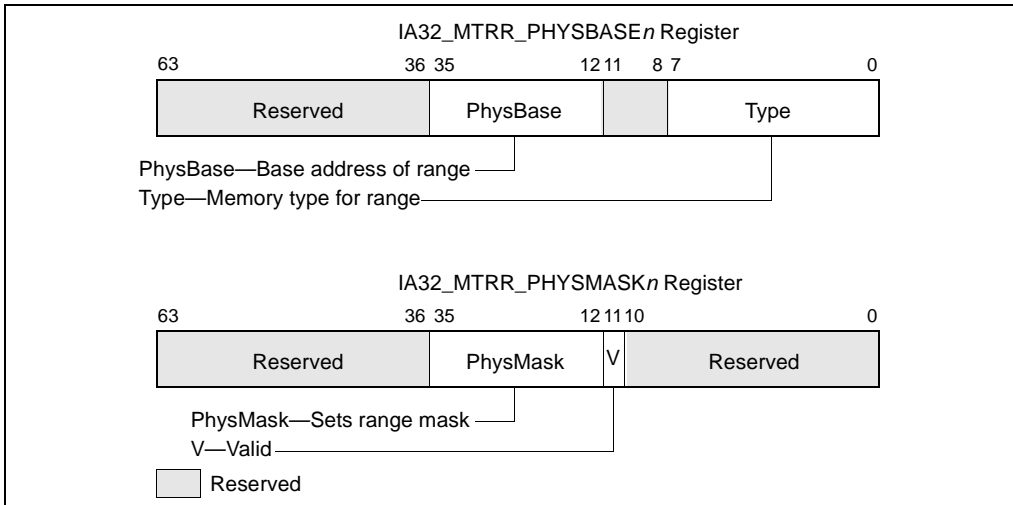 IA32_MTRR_PHYSBASEn Register
63 36 35 12 11 8 7 0
Reserved PhysBase Type
PhysBase—Base address of range
Type—Memory type for range
IA32_MTRR_PHYSMASKn Register
63 36 35 12 11 10 0
Reserved PhysMask V Reserved
PhysMask—Sets range mask
V—Valid
Reserved